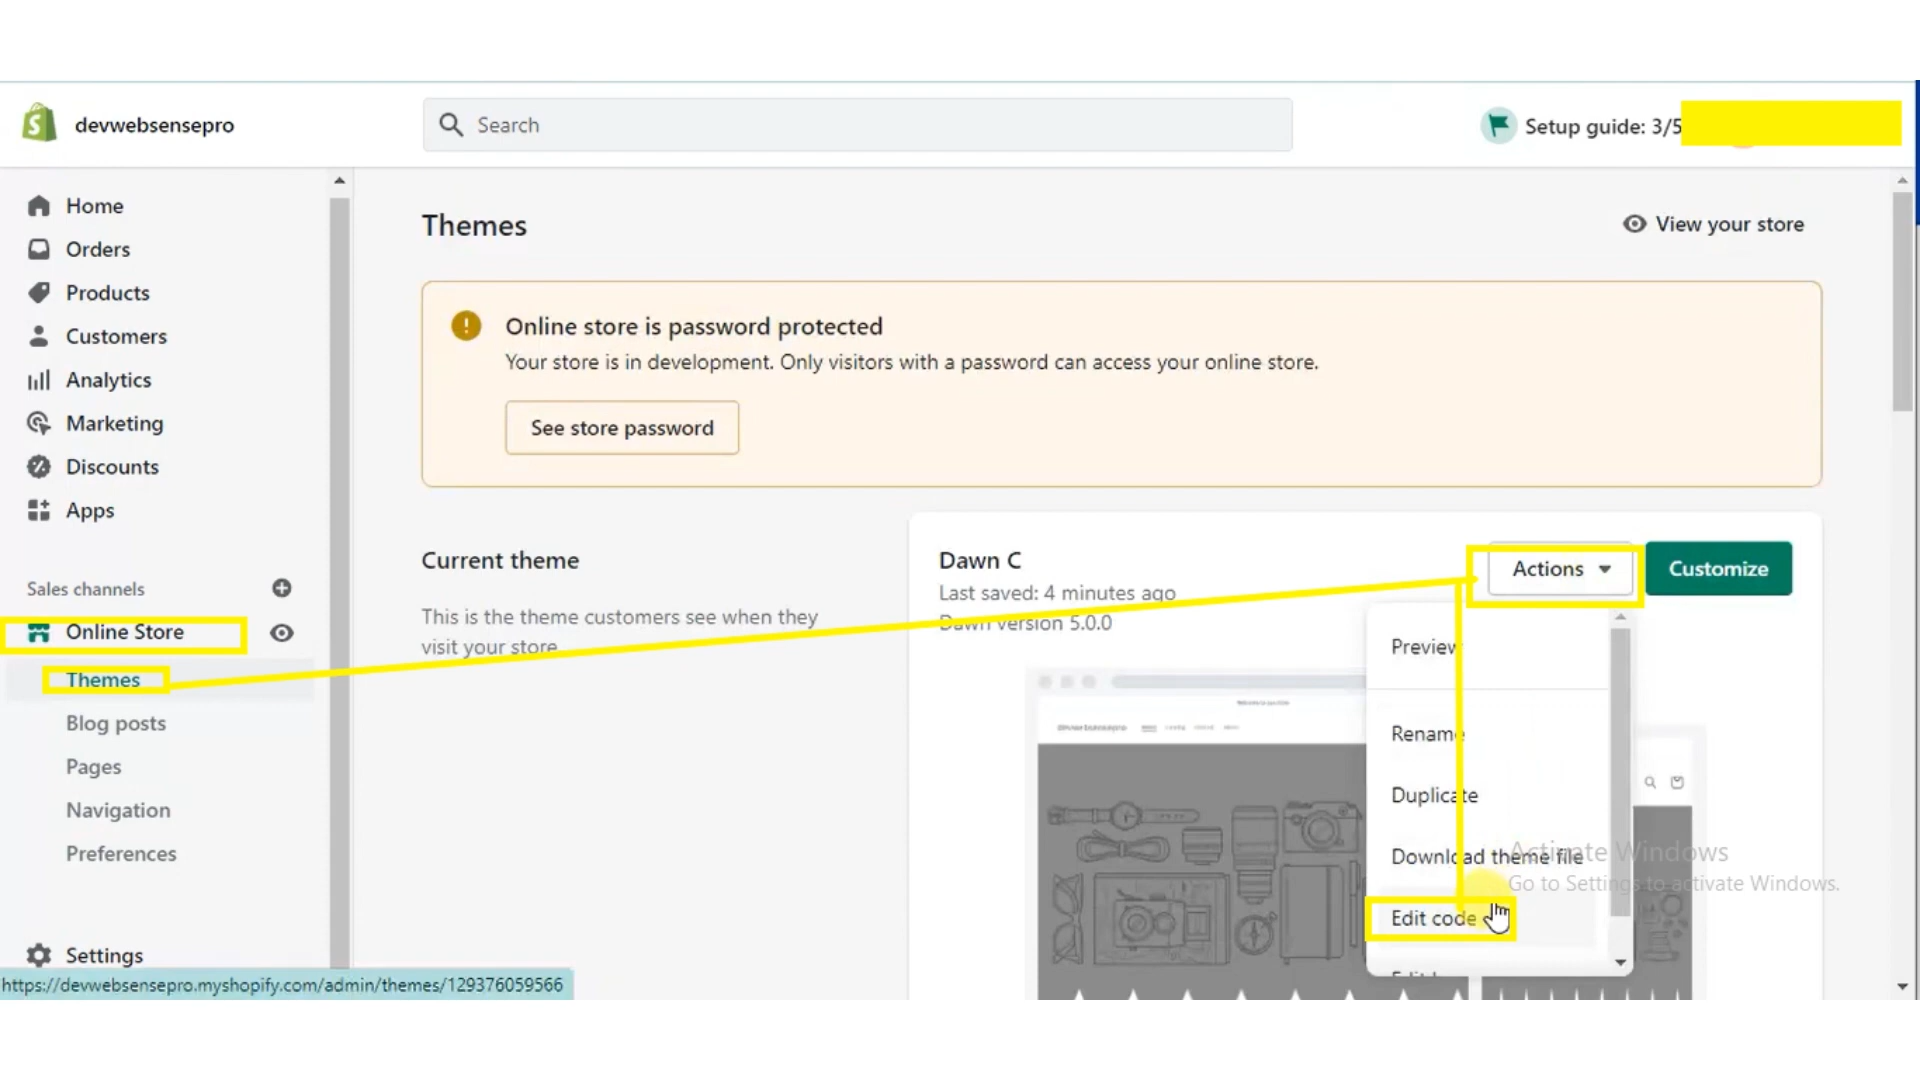 devwebsensepro
Search
Setup guide: 3/5
Home
Orders
Products
Customers
Analytics
Marketing
Discounts
Apps
Sales channels
Online Store
Themes
Blog posts
Pages
Navigation
Preferences
Settings
https://devwebsensepro.myshopify.com/admin/themes/129376059566
Themes
View your store
Online store is password protected
Your store is in development. Only visitors with a password can access your online store.
See store password
Current theme
This is the theme customers see when they
visit your store.
Dawn C
Last saved: 4 minutes ago
Dawn version 5.0.0
Actions
Customize
Preview
Rename
Duplicate
Download theme file
Edit code
Activate Windows
Go to Settings to activate Windows.